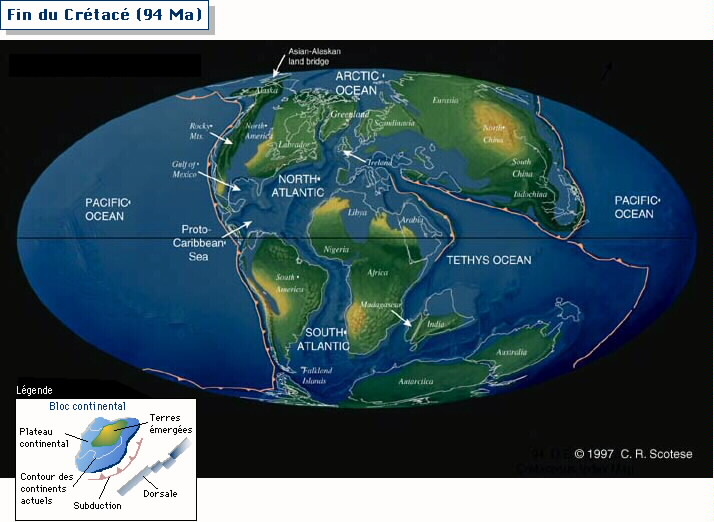 Fin du Crétacé (94 Ma)
Asian-Alaskan
land bridge
ARCTIC
OCEAN
Alaska
Greenland
Eurasia
Rocky
Mts.
North
America
Scandinavia
North
China
Labrador
Gulf of
Mexico
Ireland
South
China
NORTH
ATLANTIC
Indochina
PACIFIC
OCEAN
PACIFIC
OCEAN
Libya
Arabia
Proto-
Caribbean
Sea
Nigeria
TETHYS OCEAN
South
America
Africa
Madagascar
India
SOUTH
ATLANTIC
Australia
Falkland
Islands
Antarctica
© 1997 C. R. Scotese
Légende
Bloc continental
Terres
émergées
Plateau
continental
Contour des
continents
actuels
Dorsale
Subduction